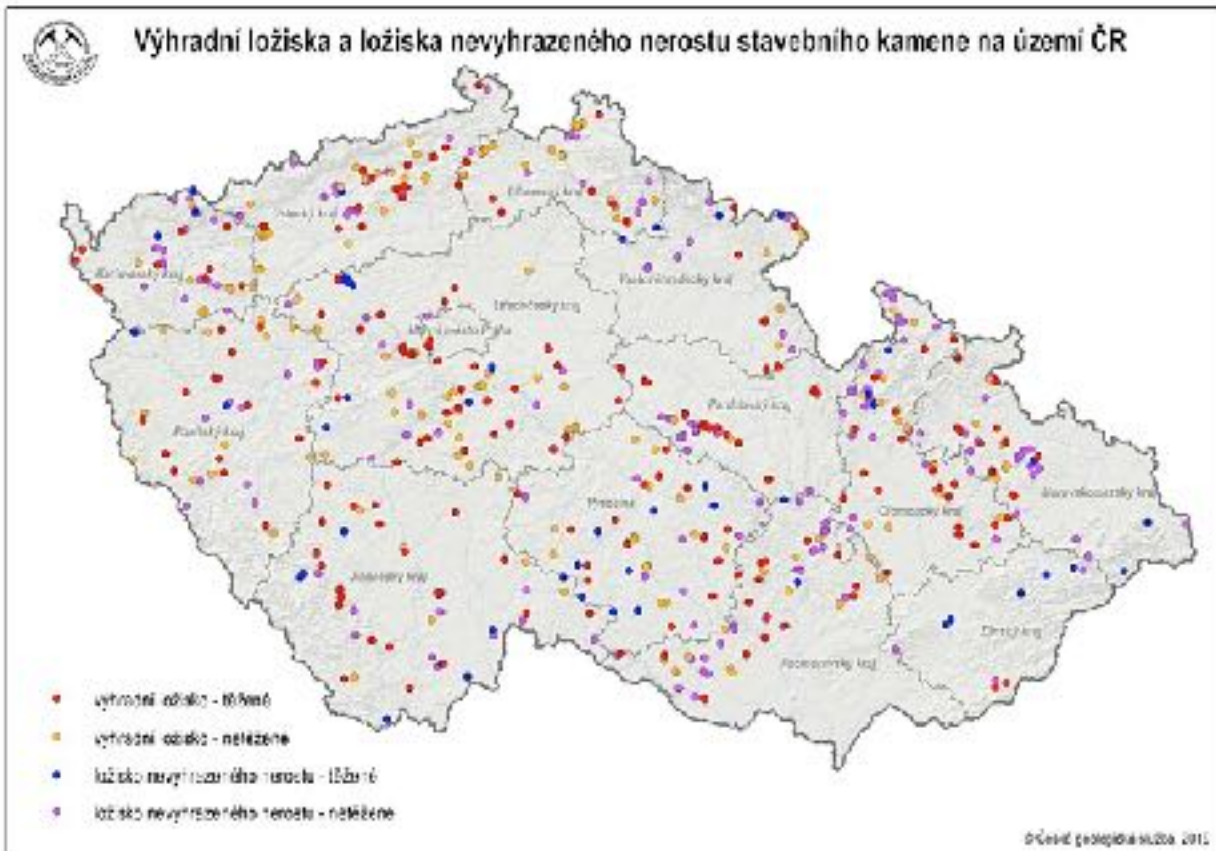 Výhradní ložiska a ložiska nevyhrazeného nerostu stavebního kamene na území ČR
Liberecký kraj
Ústecký kraj
Karlovarský kraj
Královéhradecký kraj
Středočeský kraj
Plzeňský kraj
Pardubický kraj
Moravskoslezský kraj
Olomoucký kraj
Vysočina
Jihočeský kraj
Zlínský kraj
Jihomoravský kraj
výhradní ložisko - těžené
výhradní ložisko - netěžené
ložisko nevyhrazeného nerostu - těžené
ložisko nevyhrazeného nerostu - netěžené
©Česká geologická služba,